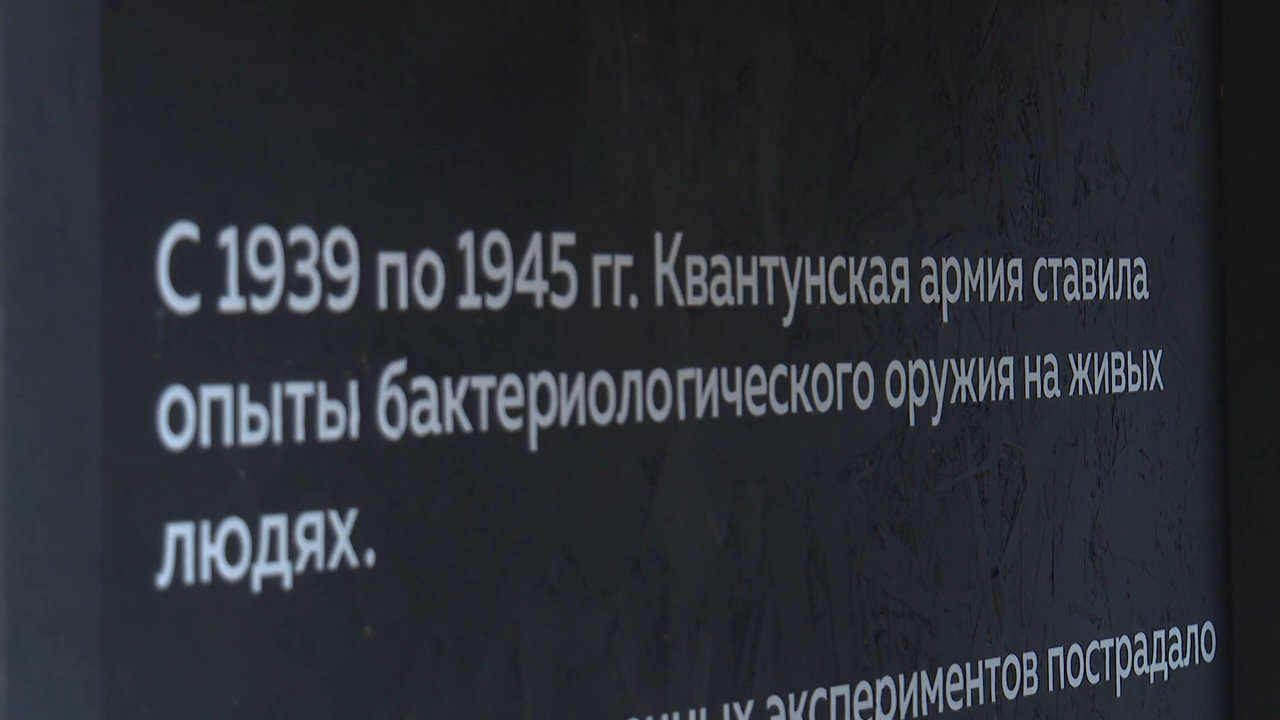 С 1939 по 1945 гг. Квантунская армия ставила
опыты бактериологического оружия на живых
людях.
экспериментов пострадало